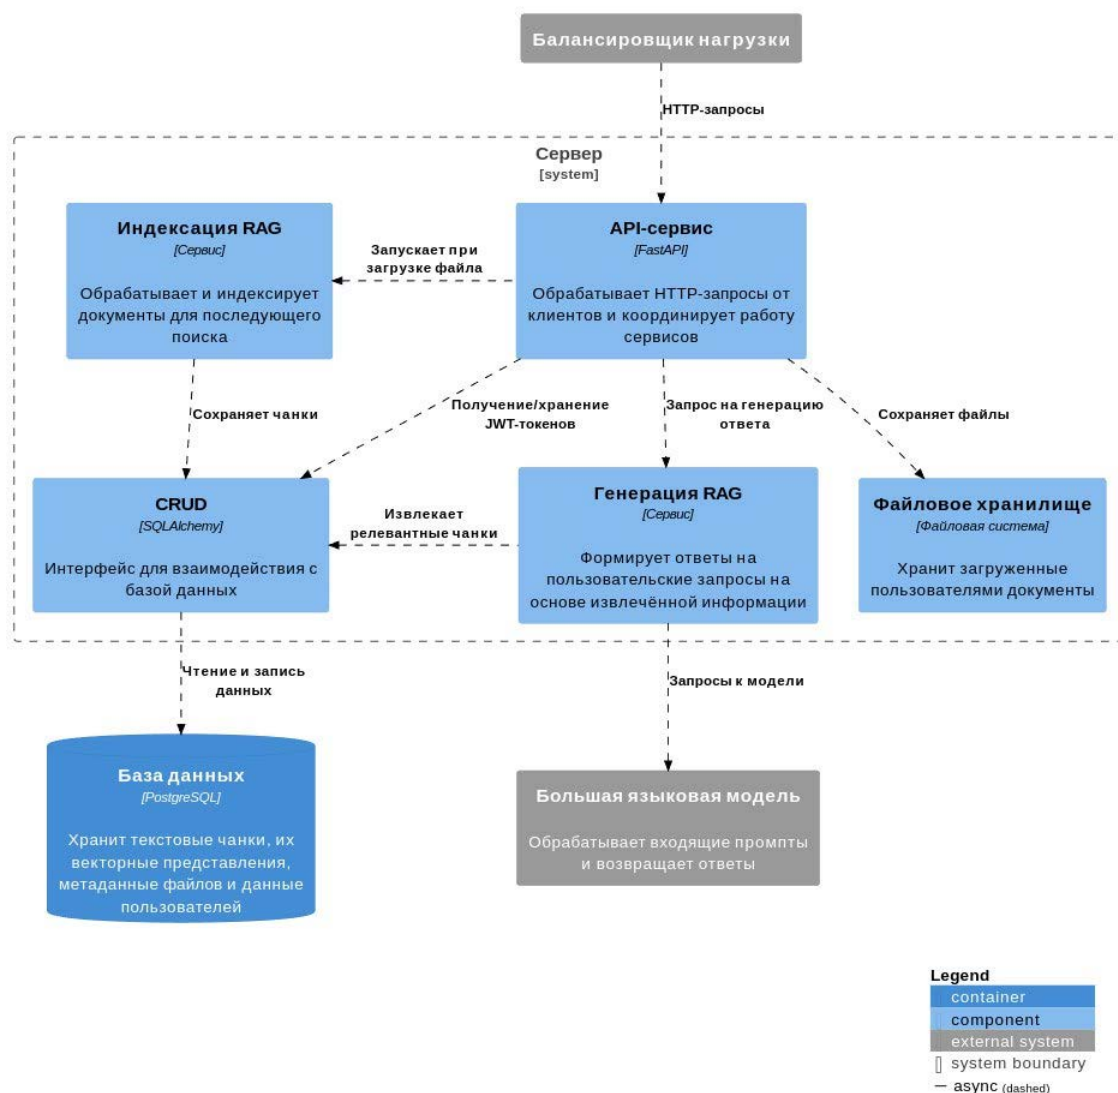 Балансировщик нагрузки
HTTP-запросы
Сервер
[system]
Индексация RAG
[Сервис]
Обрабатывает и индексирует
документы для последующего
поиска
Запускает при
загрузке файла
API-сервис
[FastAPI]
Обрабатывает HTTP-запросы от
клиентов и координирует работу
сервисов
Сохраняет чанки
Получение/хранение
JWT-токенов
Запрос на генерацию
ответа
Сохраняет файлы
CRUD
[SQLAlchemy]
Интерфейс для взаимодействия с
базой данных
Извлекает
релевантные чанки
Генерация RAG
[Сервис]
Формирует ответы на
пользовательские запросы на
основе извлечённой информации
Файловое хранилище
[Файловая система]
Хранит загруженные
пользователями документы
Чтение и запись
данных
Запросы к модели
База данных
[PostgreSQL]
Хранит текстовые чанки, их
векторные представления,
метаданные файлов и данные
пользователей
Большая языковая модель
Обрабатывает входящие промпты
и возвращает ответы
Legend
container
component
external system
system boundary
async (dashed)